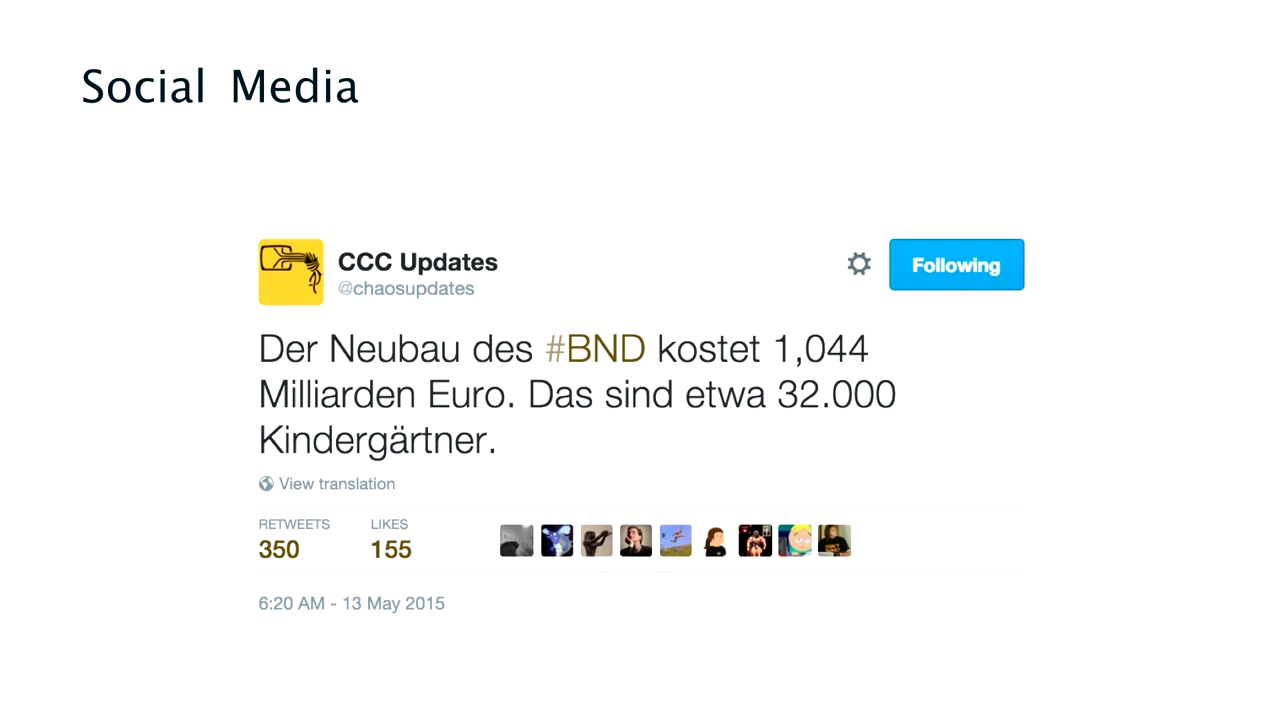 Social Media
CCC Updates
@chaosupdates
Following
Der Neubau des #BND kostet 1,044
Milliarden Euro. Das sind etwa 32.000
Kindergärtner.
View translation
RETWEETS LIKES
350 155
6:20 AM - 13 May 2015